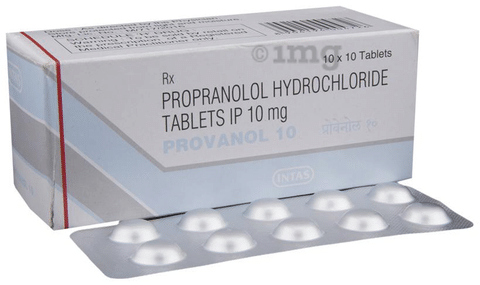 1mg
10 x 10 Tablets
Rx
PROPRANOLOL HYDROCHLORIDE
TABLETS IP 10 mg
PROVANOL 10 प्रोवेनोल १०
INTAS